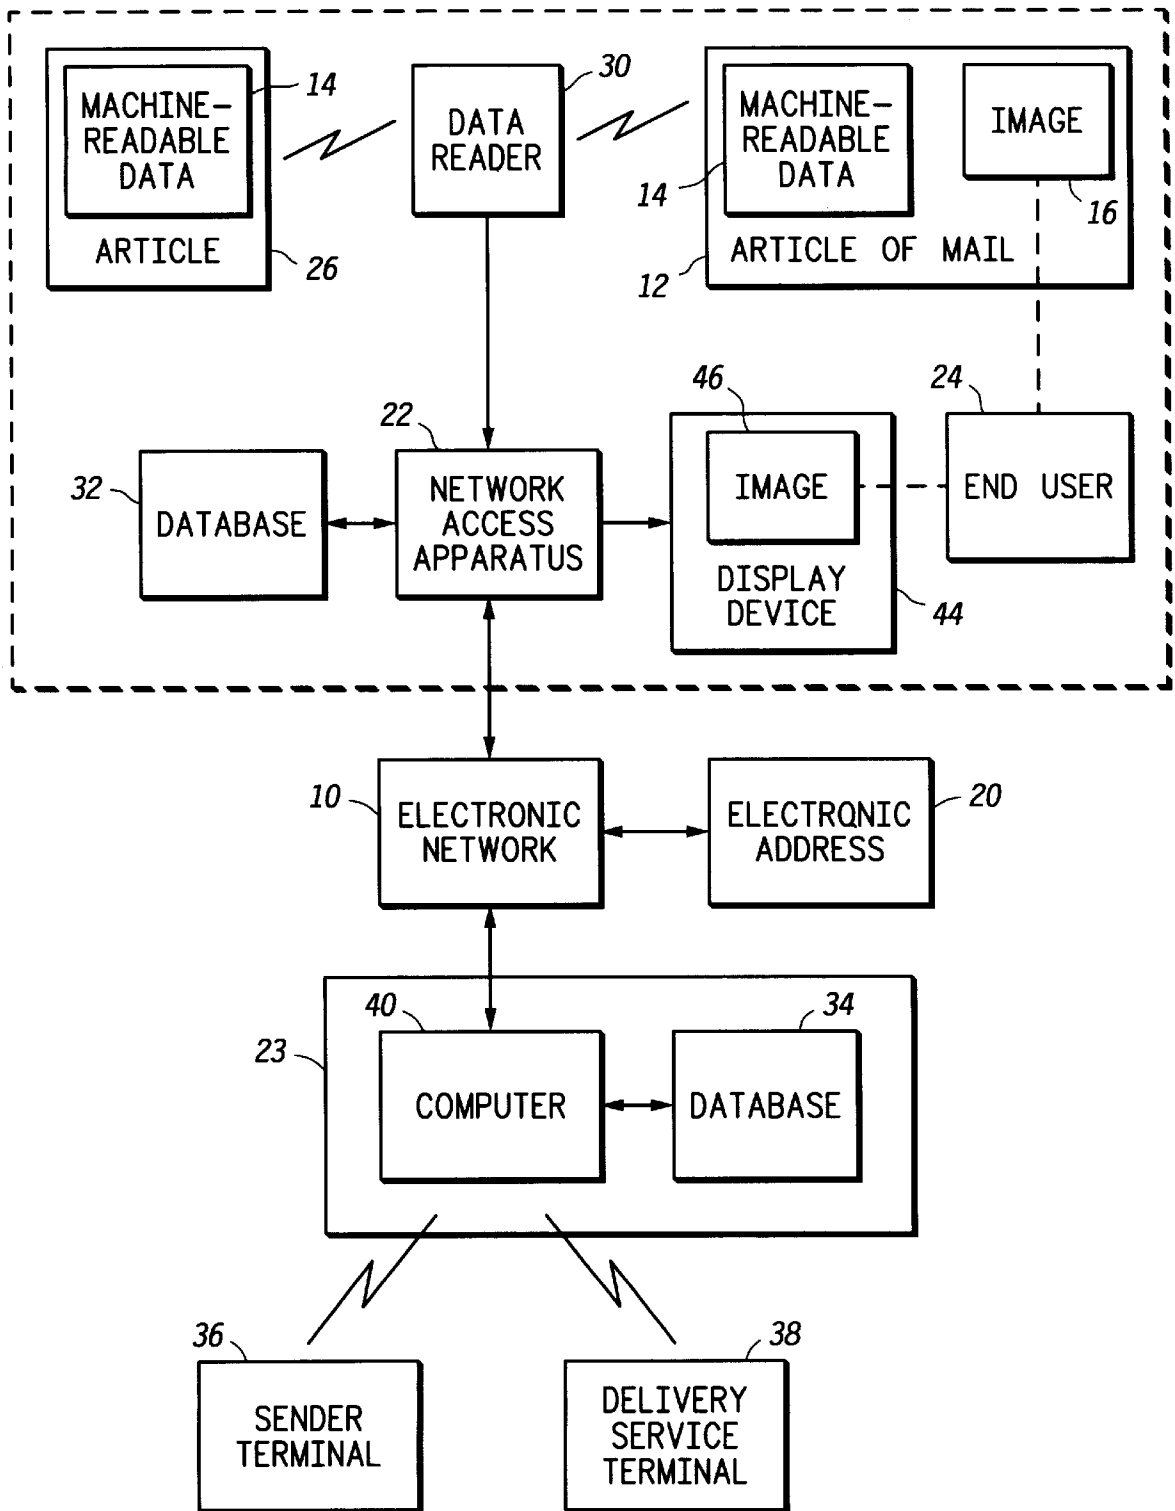 14
MACHINE-
READABLE
DATA
ARTICLE
26
30
DATA
READER
MACHINE-
READABLE
DATA
14
IMAGE
16
ARTICLE OF MAIL
12
32
DATABASE
22
NETWORK
ACCESS
APPARATUS
46
IMAGE
DISPLAY
DEVICE
44
24
END USER
10
ELECTRONIC
NETWORK
20
ELECTRONIC
ADDRESS
23
40
COMPUTER
34
DATABASE
36
SENDER
TERMINAL
38
DELIVERY
SERVICE
TERMINAL